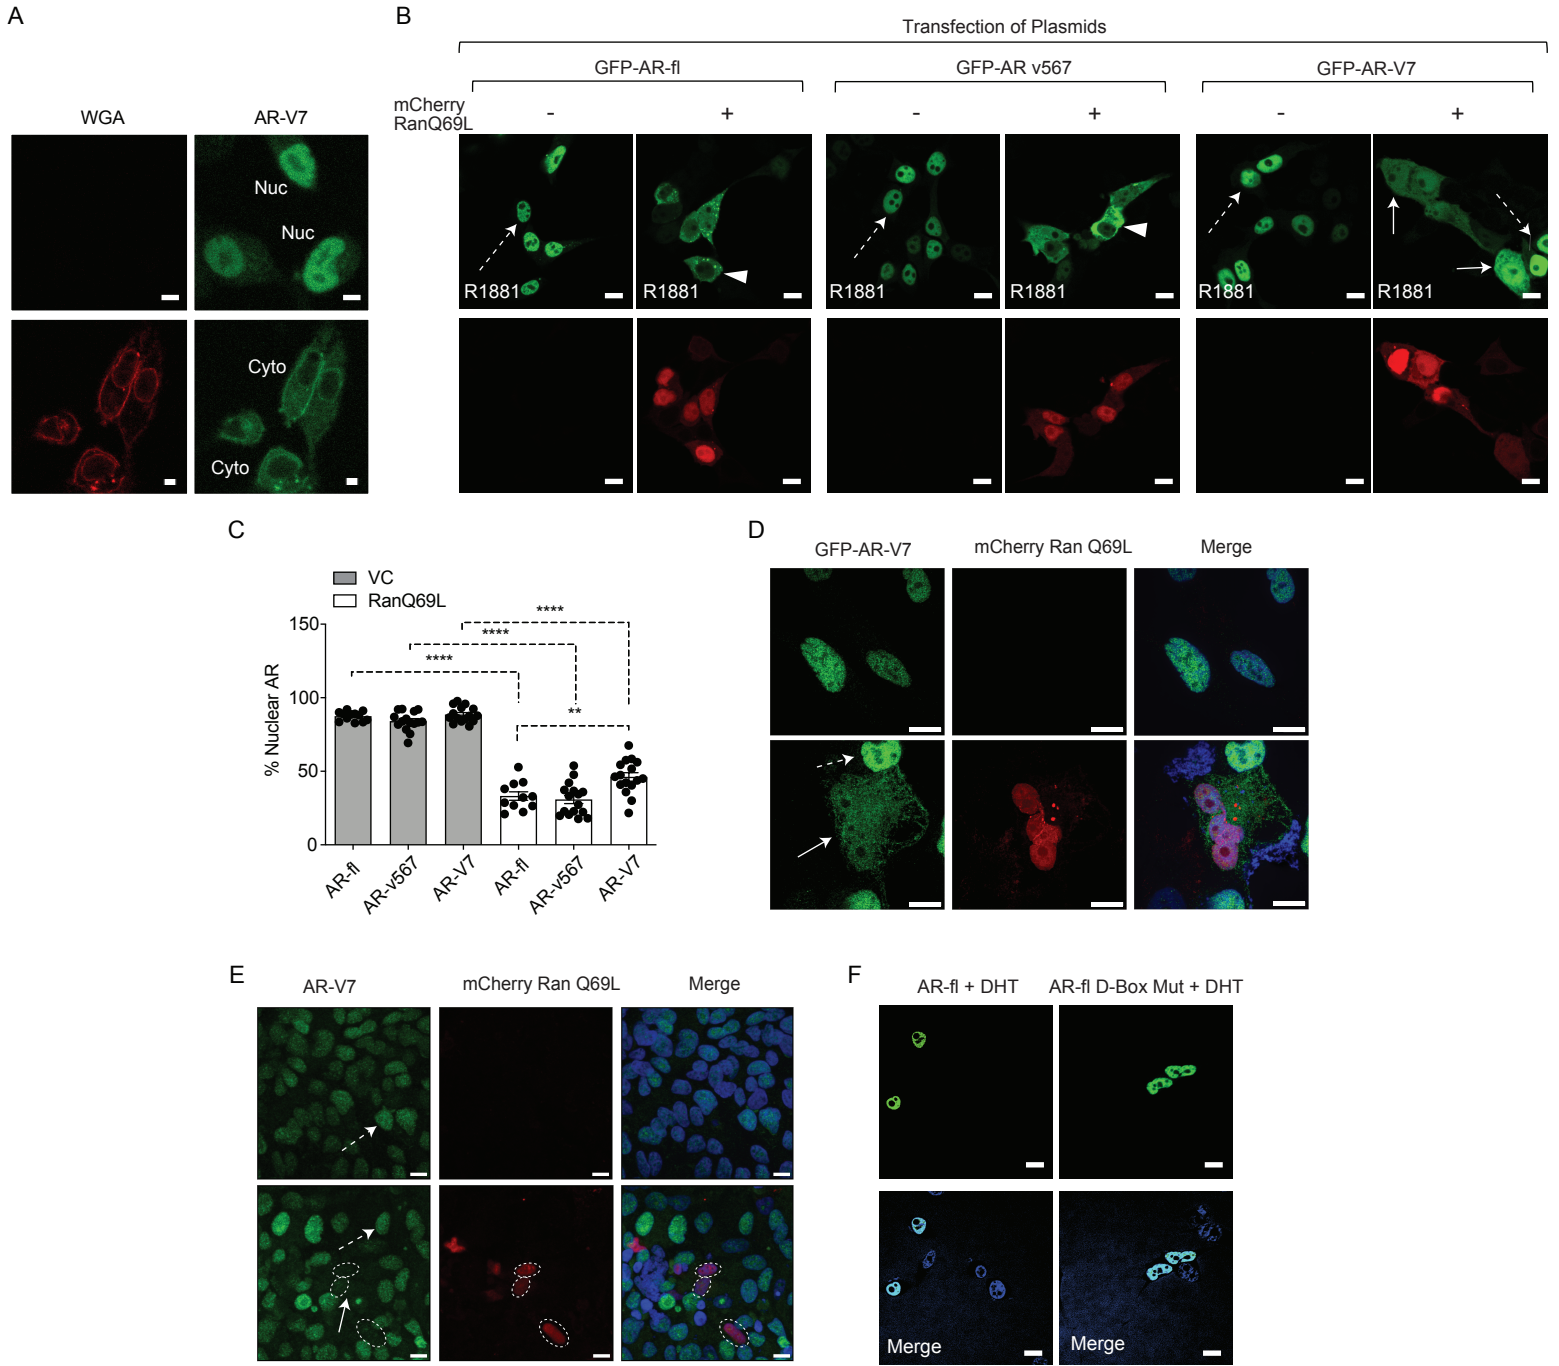 A
WGA
AR-V7
Nuc
Nuc
Cyto
Cyto
B
Transfection of Plasmids
GFP-AR-fl
GFP-AR v567
GFP-AR-V7
mCherry
RanQ69L
-
+
-
+
-
+
R1881
R1881
R1881
R1881
R1881
R1881
C
VC
RanQ69L
% Nuclear AR
150
100
50
0
****
****
****
**
AR-fl
AR-v567
AR-V7
AR-fl
AR-v567
AR-V7
D
GFP-AR-V7
mCherry Ran Q69L
Merge
E
AR-V7
mCherry Ran Q69L
Merge
F
AR-fl + DHT
AR-fl D-Box Mut + DHT
Merge
Merge